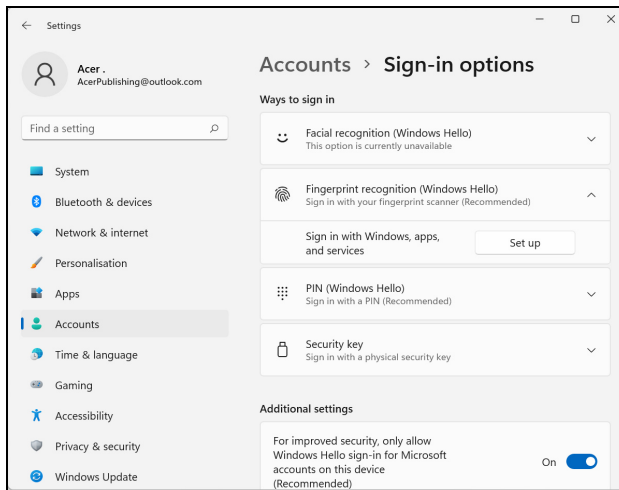 Settings
Acer .
AcerPublishing@outlook.com
Find a setting
System
Bluetooth & devices
Network & internet
Personalisation
Apps
Accounts
Time & language
Gaming
Accessibility
Privacy & security
Windows Update
Accounts > Sign-in options
Ways to sign in
Facial recognition (Windows Hello)
This option is currently unavailable
Fingerprint recognition (Windows Hello)
Sign in with your fingerprint scanner (Recommended)
Sign in with Windows, apps,
and services
Set up
PIN (Windows Hello)
Sign in with a PIN (Recommended)
Security key
Sign in with a physical security key
Additional settings
For improved security, only allow
Windows Hello sign-in for Microsoft
accounts on this device
(Recommended)
On